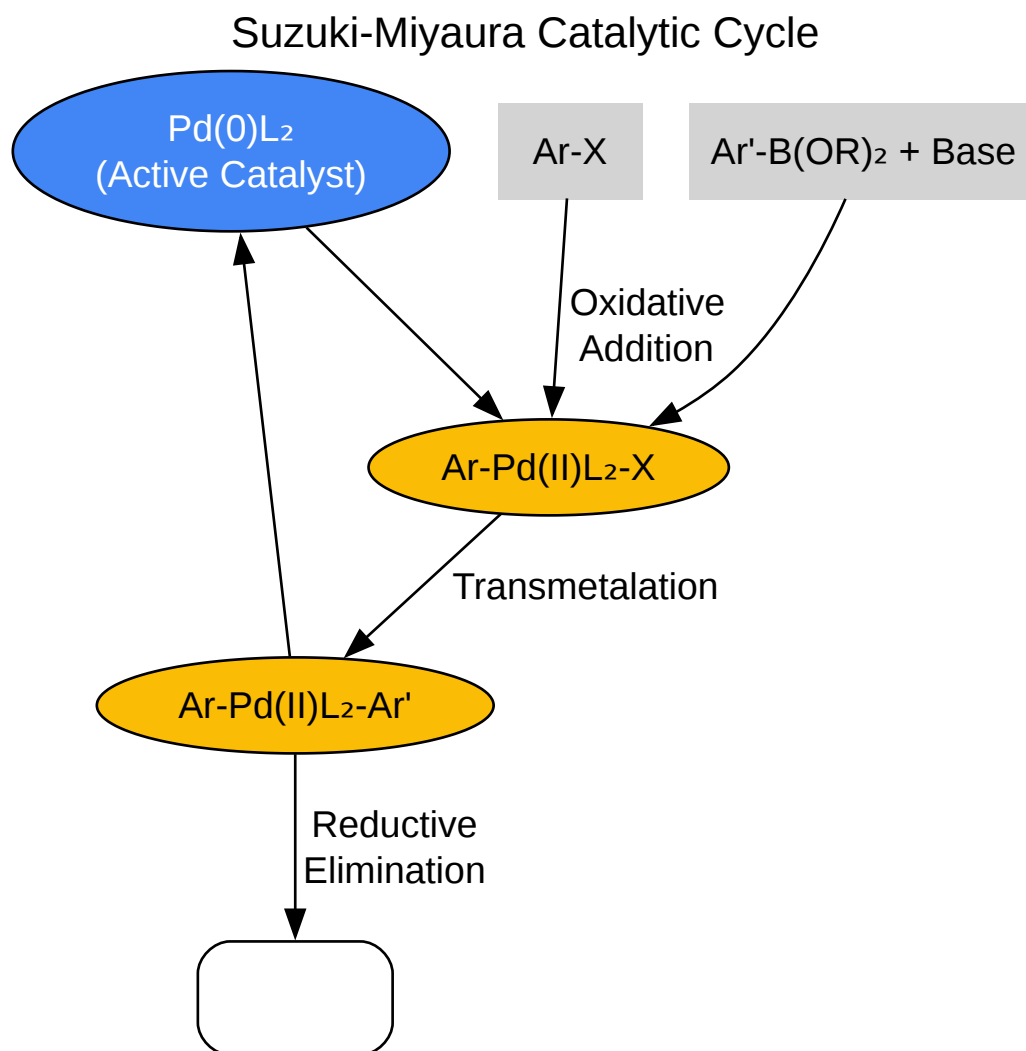 Suzuki-Miyaura Catalytic Cycle
Pd(0)L₂
(Active Catalyst)
Ar-X
Ar'-B(OR)₂ + Base
Oxidative
Addition
Ar-Pd(II)L₂-X
Transmetalation
Ar-Pd(II)L₂-Ar'
Reductive
Elimination